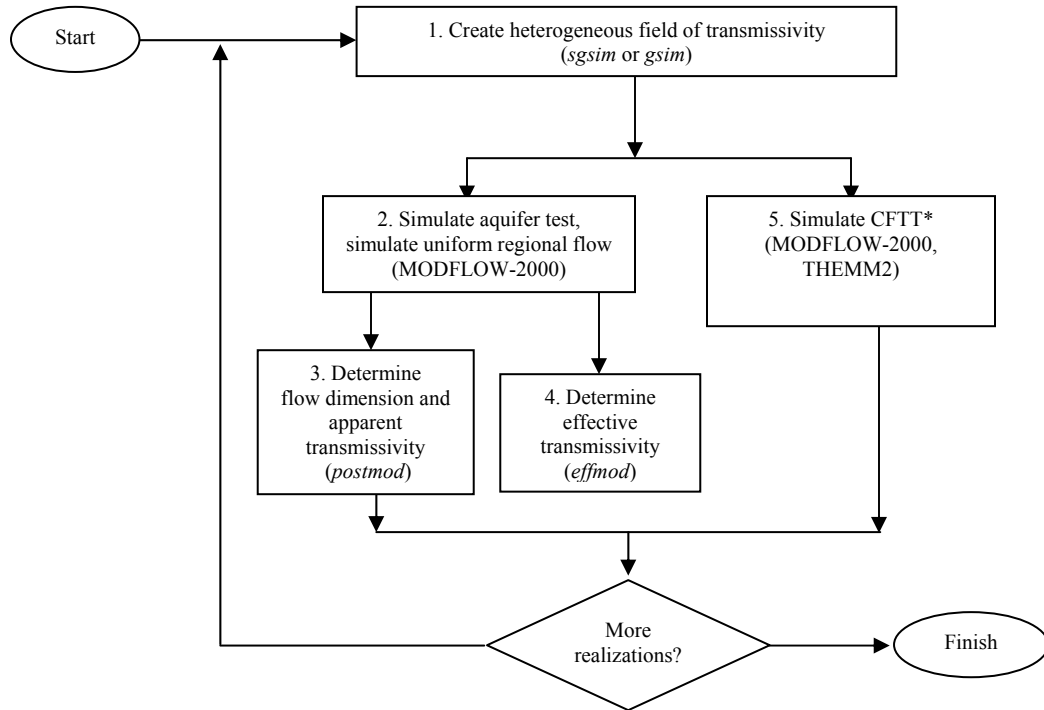 Start
1. Create heterogeneous field of transmissivity
(sgsim or gsim)
2. Simulate aquifer test,
simulate uniform regional flow
(MODFLOW-2000)
5. Simulate CFTT*
(MODFLOW-2000,
THEMM2)
3. Determine
flow dimension and
apparent
transmissivity
(postmod)
4. Determine
effective
transmissivity
(effmod)
More
realizations?
Finish